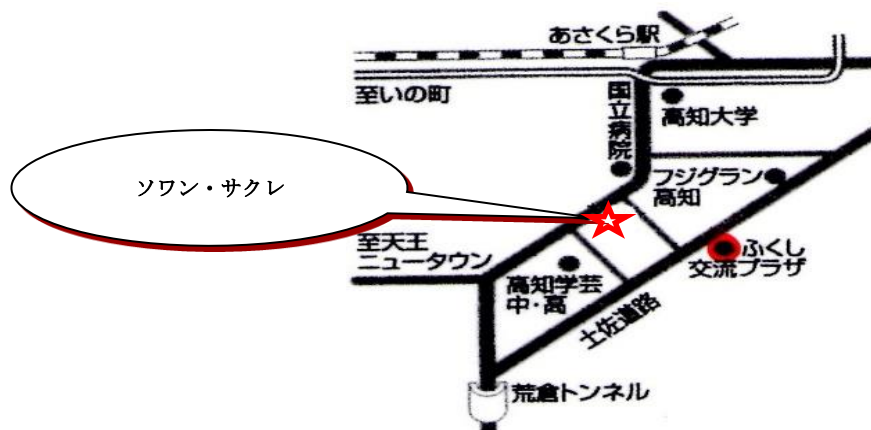 あさくら駅
至いの町
国立病院
高知大学
ソワン・サクレ
フジグラン
高知
至天王
ニュータウン
ふくし
交流プラザ
高知学芸
中・高
土佐道路
荒倉トンネル